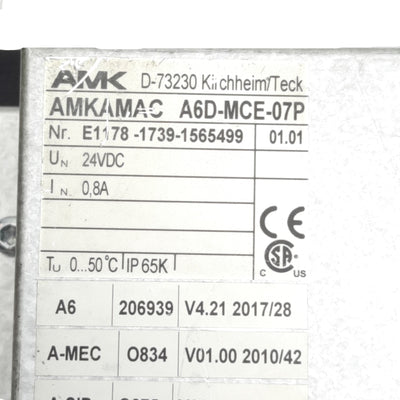 AMK D-73230 Kirchheim/Teck
AMKAMAC A6D-MCE-07P
Nr. E1178-1739-1565499 01.01
UN 24VDC
IN 0,8A
CE
SA
C US
TU 0...50°C IP 65K
A6 206939 V4.21 2017/28
A-MEC O834 V01.00 2010/42